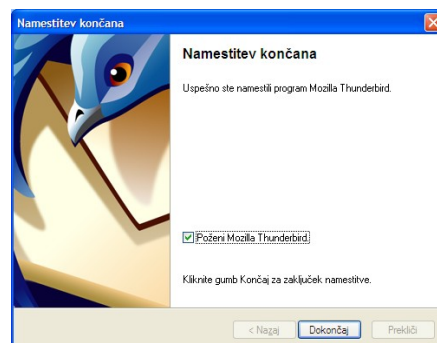 Namestitev končana
Namestitev končana
Uspešno ste namestili program Mozilla Thunderbird.
Poženi Mozilla Thunderbird.
Kliknite gumb Končaj za zaključek namestitve.
< Nazaj
Dokončaj
Prekliči